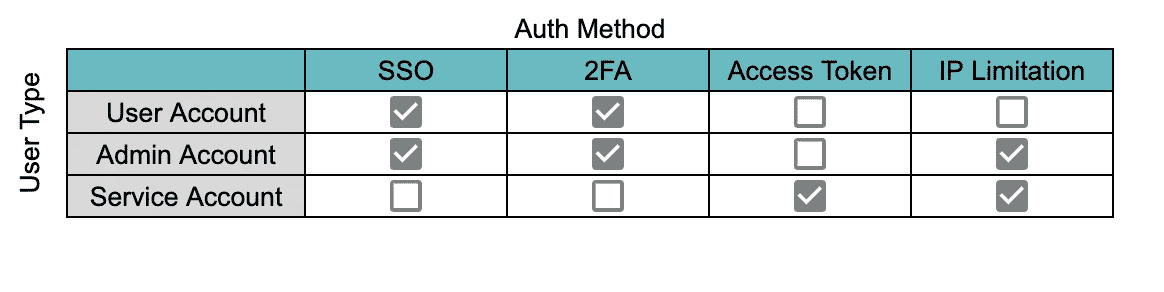 Auth Method
User Type
SSO 2FA Access Token IP Limitation
User Account
Admin Account
Service Account